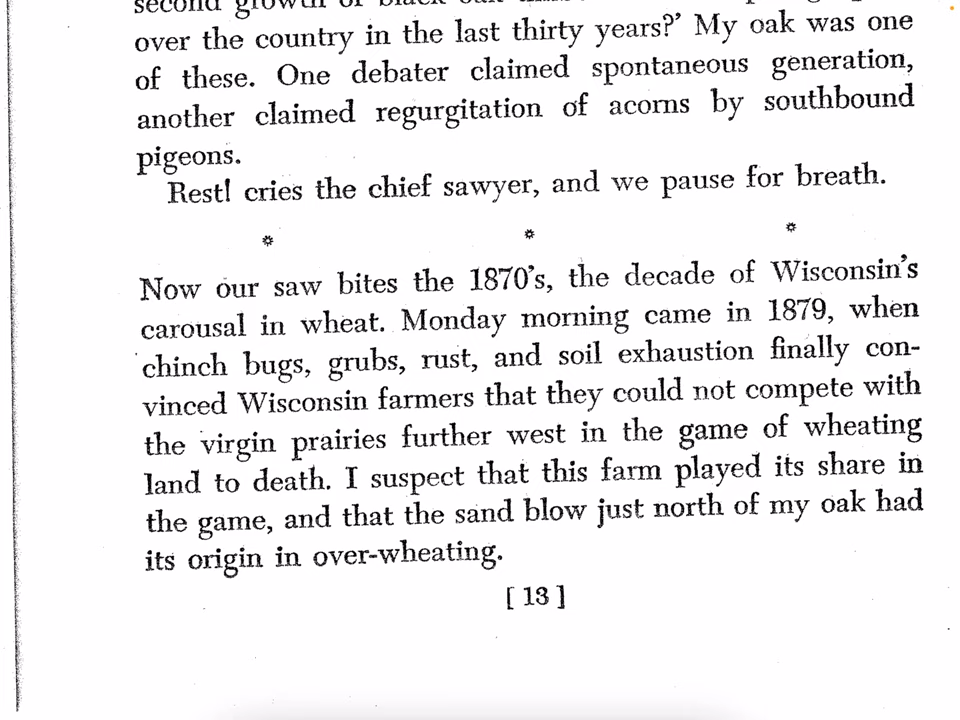 second growth of black oak
over the country in the last thirty years?’ My oak was one
of these. One debater claimed spontaneous generation,
another claimed regurgitation of acorns by southbound
pigeons.
Rest! cries the chief sawyer, and we pause for breath.
* * *
Now our saw bites the 1870’s, the decade of Wisconsin’s
carousal in wheat. Monday morning came in 1879, when
chinch bugs, grubs, rust, and soil exhaustion finally con-
vinced Wisconsin farmers that they could not compete with
the virgin prairies further west in the game of wheating
land to death. I suspect that this farm played its share in
the game, and that the sand blow just north of my oak had
its origin in over-wheating.
[ 13 ]